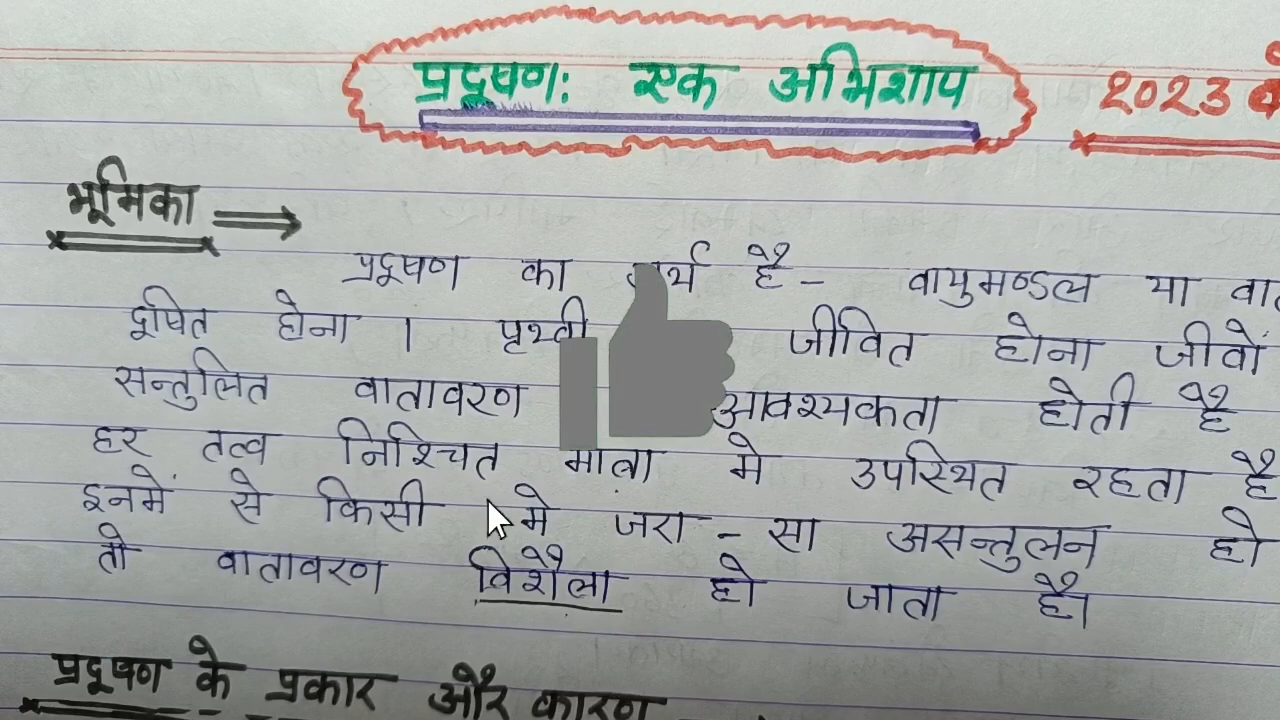 प्रदूषण: एक अभिशाप 2023
भूमिका
प्रदूषण का अर्थ है - वायुमण्डल या
दूषित होना । पृथ्वी जीवित होना जीवों
सन्तुलित वातावरण आवश्यकता होती है
हर तत्व निश्चित मात्रा मे उपस्थित रहता है
इनमें से किसी मे जरा - सा असन्तुलन हो
तो वातावरण विशैला हो जाता है।
प्रदूषण के प्रकार और कारण